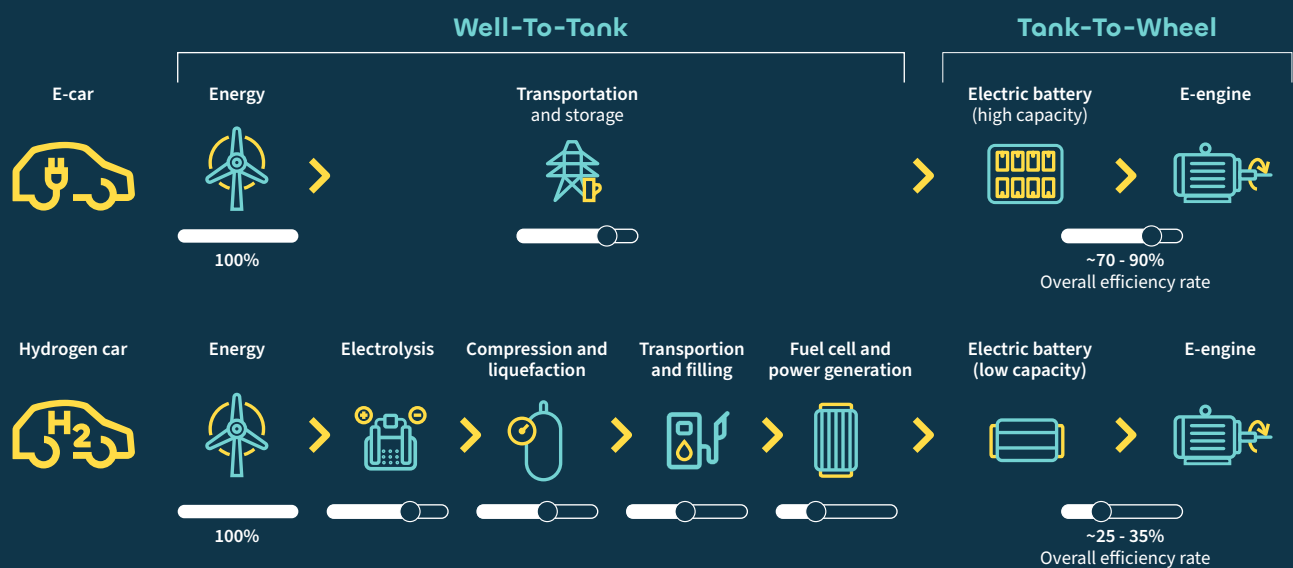 Well-To-Tank
Tank-To-Wheel
E-car
Energy
Transportation
and storage
Electric battery
(high capacity)
E-engine
100%
~70 - 90%
Overall efficiency rate
Hydrogen car
Energy
Electrolysis
Compression and
liquefaction
Transportion
and filling
Fuel cell and
power generation
Electric battery
(low capacity)
E-engine
H2
100%
~25 - 35%
Overall efficiency rate